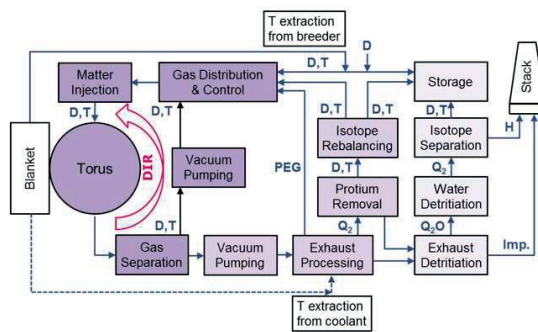 T extraction
from breeder
D
D,T
Matter
Injection
Gas Distribution
& Control
Storage
Stack
D,T
D,T
D,T
D,T
D,T
H
Isotope
Rebalancing
Isotope
Separation
Blanket
Torus
DIR
Vacuum
Pumping
PEG
D,T
Q₂
Protium
Removal
Water
Detritiation
D,T
Q₂
Q₂O
Imp.
Gas
Separation
Vacuum
Pumping
Exhaust
Processing
Exhaust
Detritiation
T extraction
from coolant